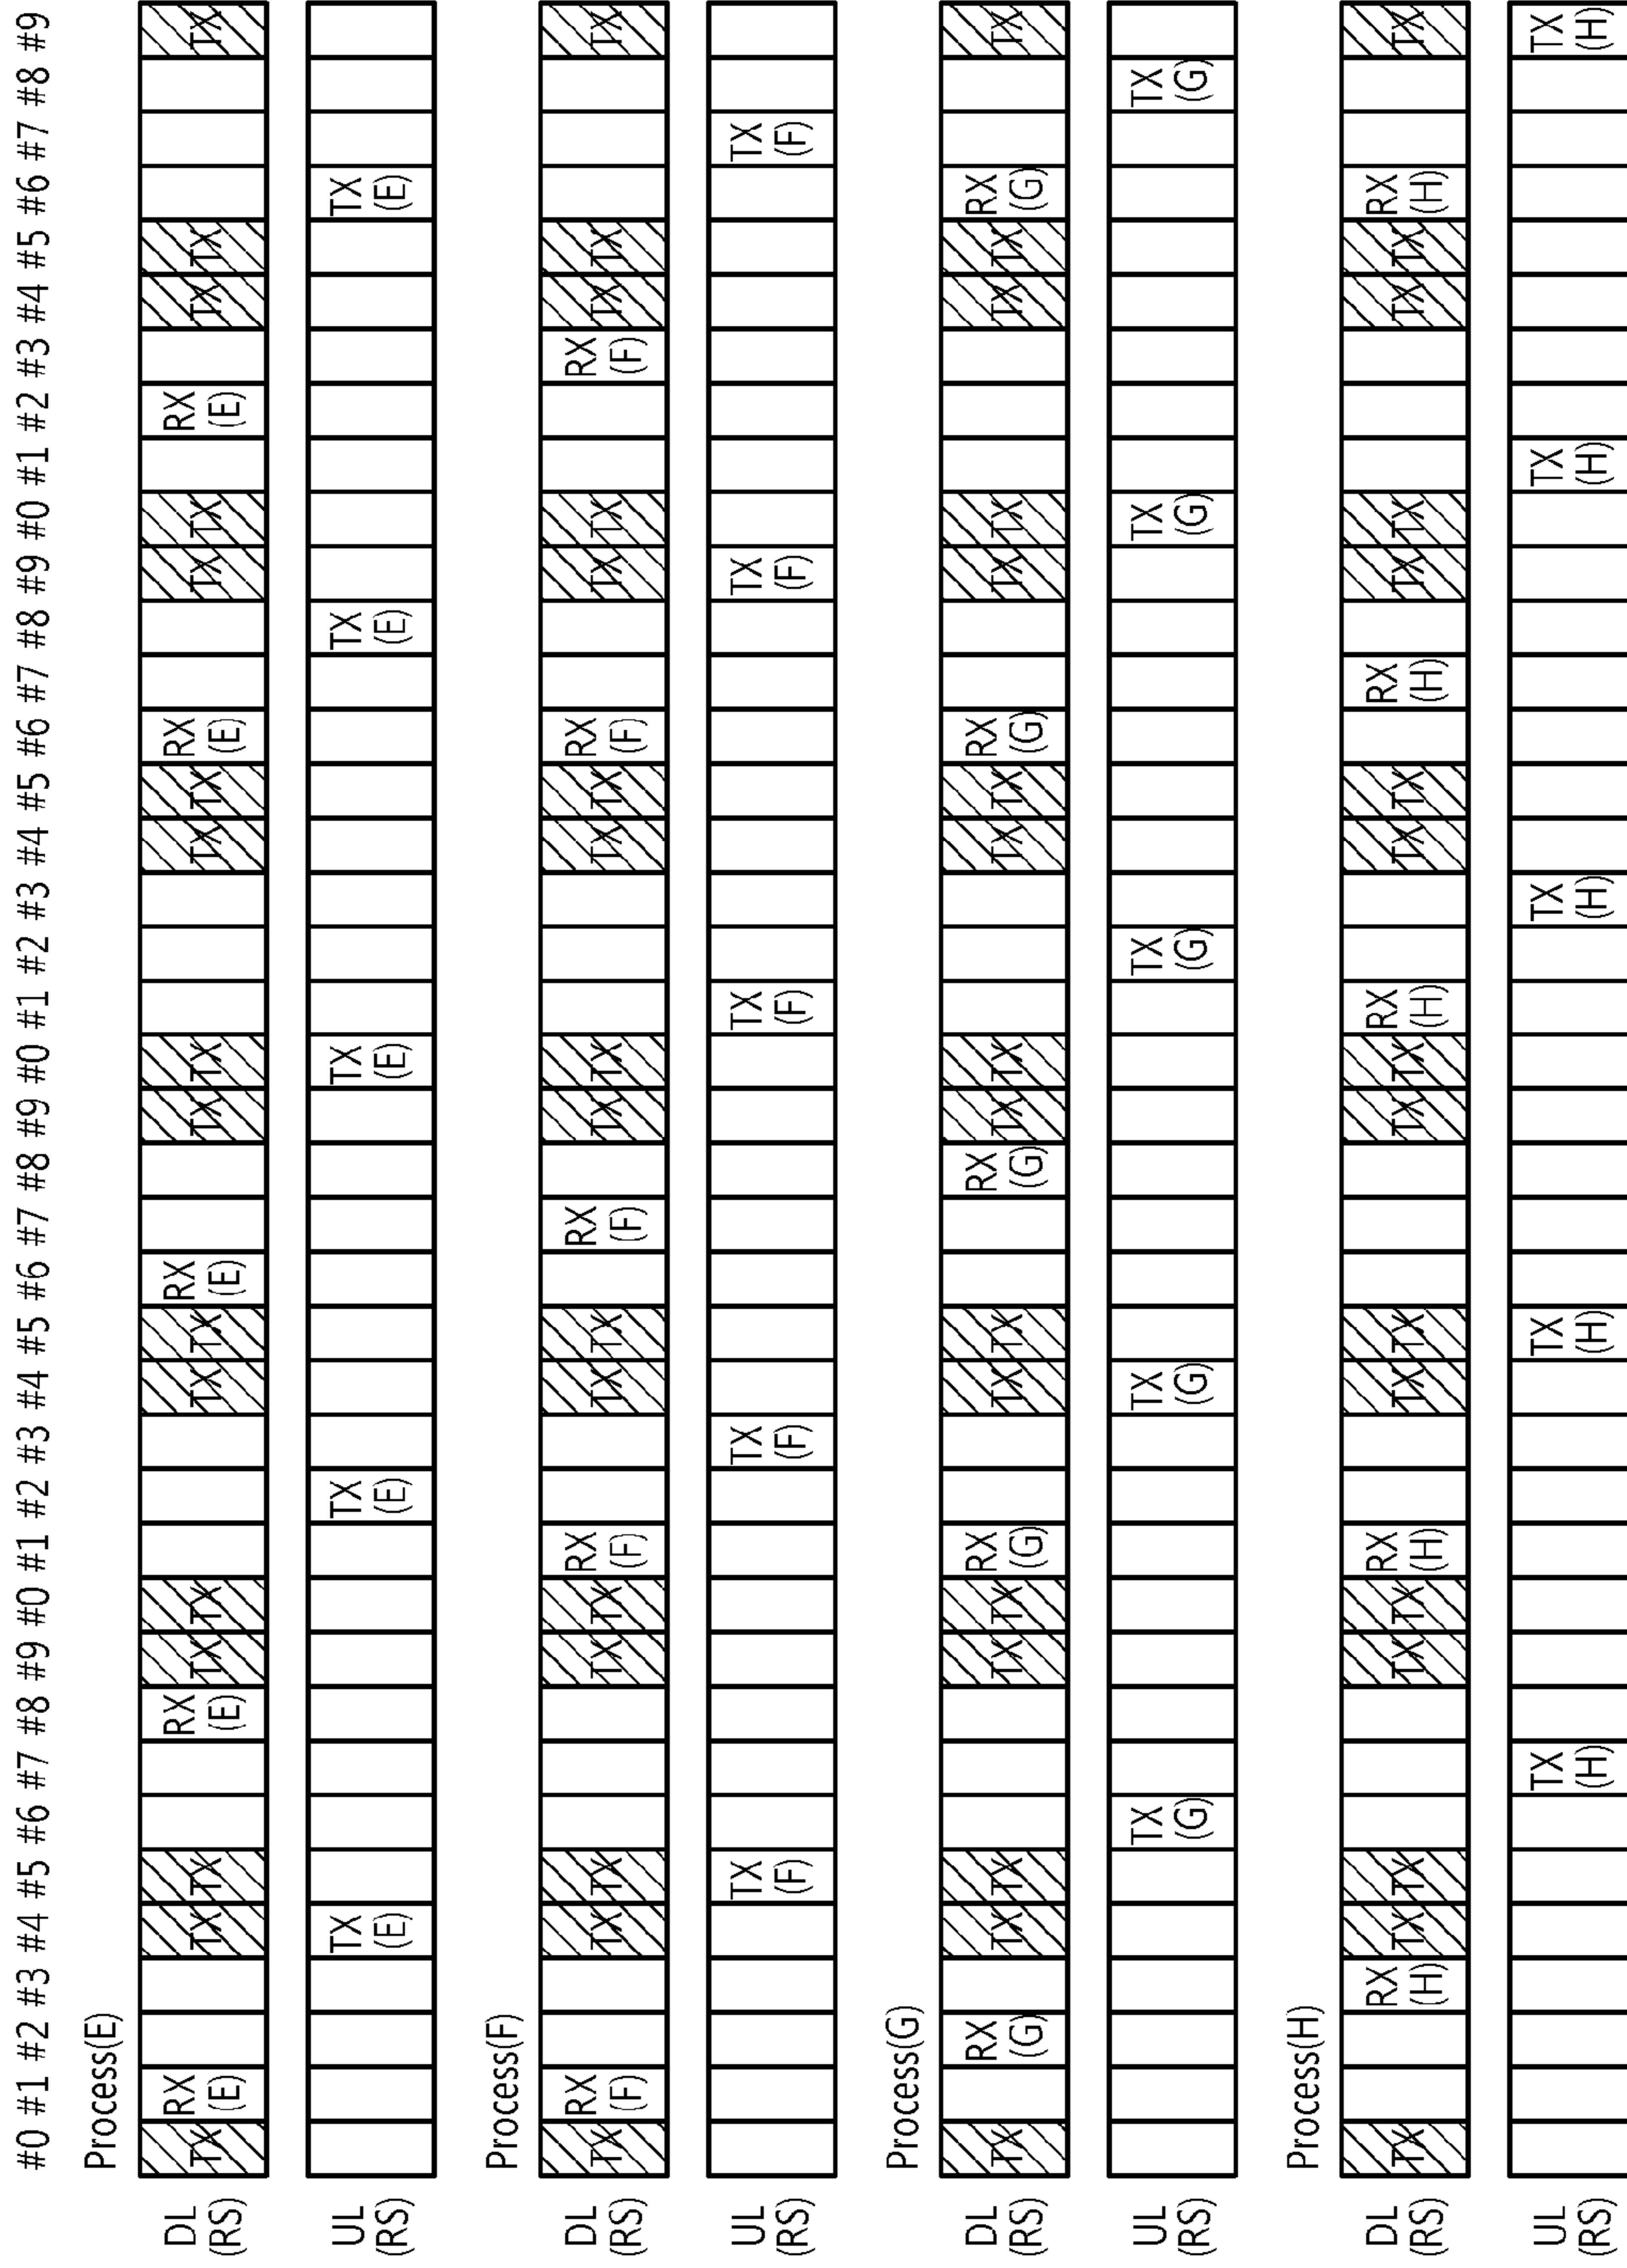 #0 #1 #2 #3 #4 #5 #6 #7 #8 #9 #0 #1 #2 #3 #4 #5 #6 #7 #8 #9 #0 #1 #2 #3 #4 #5 #6 #7 #8 #9 #0 #1 #2 #3 #4 #5 #6 #7 #8 #9
Process(E)
DL (RS) TX RX (E) TX TX RX (E) TX TX TX TX RX (E) TX TX TX TX RX (E) TX TX RX (E) TX TX TX
UL (RS) TX (E) TX (E) TX (E) TX (E) TX (E)
Process(F)
DL (RS) TX RX (F) TX TX TX TX RX (F) TX TX RX (F) TX TX TX TX RX (F) TX TX RX (F) TX TX TX
UL (RS) TX (F) TX (F) TX (F) TX (F) TX (F)
Process(G)
DL (RS) TX RX (G) TX TX TX TX RX (G) TX TX RX (G) TX TX TX TX RX (G) TX TX TX TX RX (G) TX
UL (RS) TX (G) TX (G) TX (G) TX (G) TX (G)
Process(H)
DL (RS) TX RX (H) TX TX TX TX RX (H) TX TX TX TX RX (H) TX TX RX (H) TX TX TX TX RX (H) TX
UL (RS) TX (H) TX (H) TX (H) TX (H) TX (H)